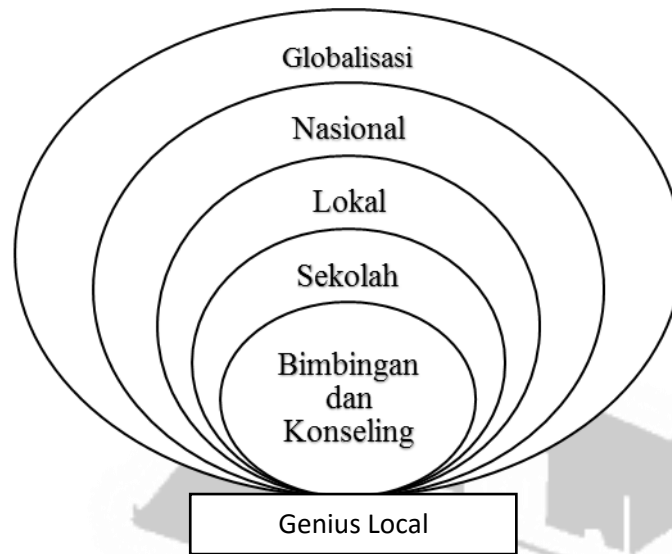 Globalisasi
Nasional
Lokal
Sekolah
Bimbingan
dan
Konseling
Genius Local